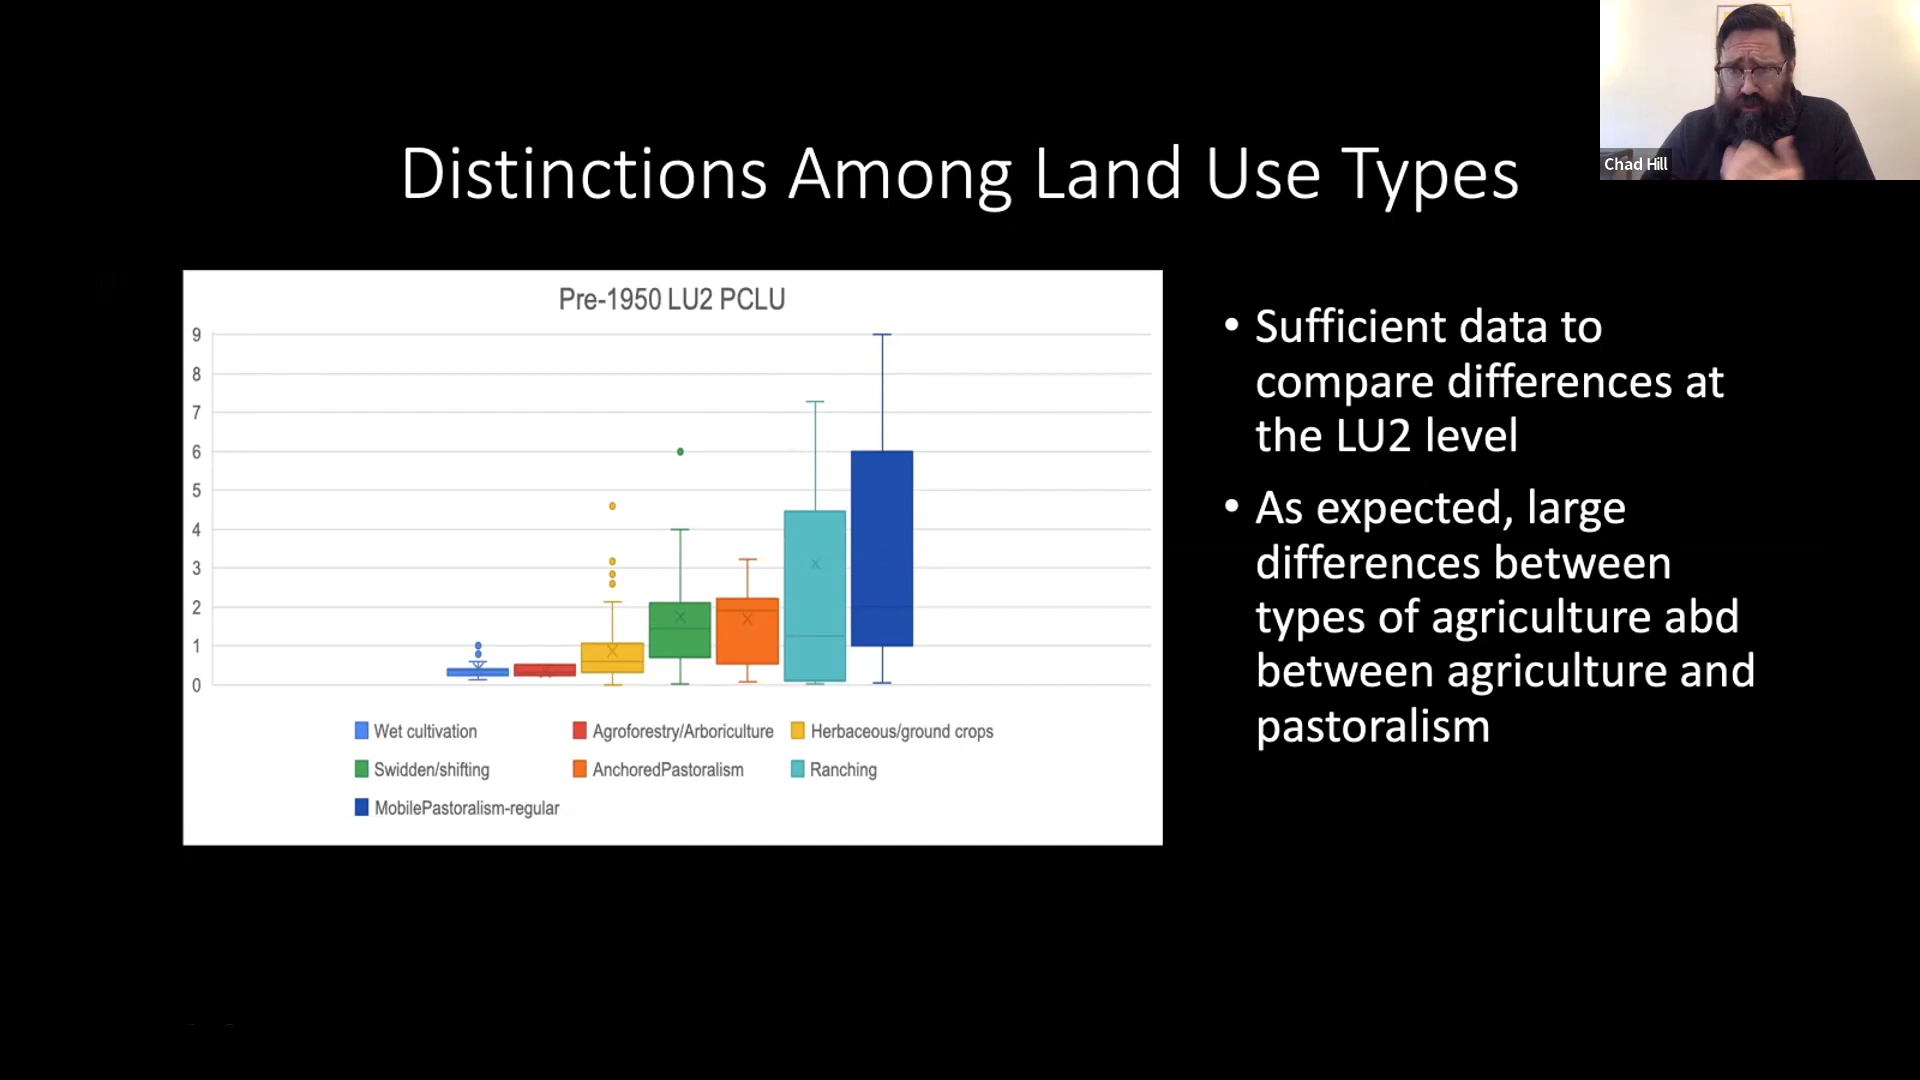 Chad Hill
Distinctions Among Land Use Types
Pre-1950 LU2 PCLU
9
8
7
6
5
4
3
2
1
0
Wet cultivation
Agroforestry/Arboriculture
Herbaceous/ground crops
Swidden/shifting
AnchoredPastoralism
Ranching
MobilePastoralism-regular
• Sufficient data to
compare differences at
the LU2 level
• As expected, large
differences between
types of agriculture abd
between agriculture and
pastoralism